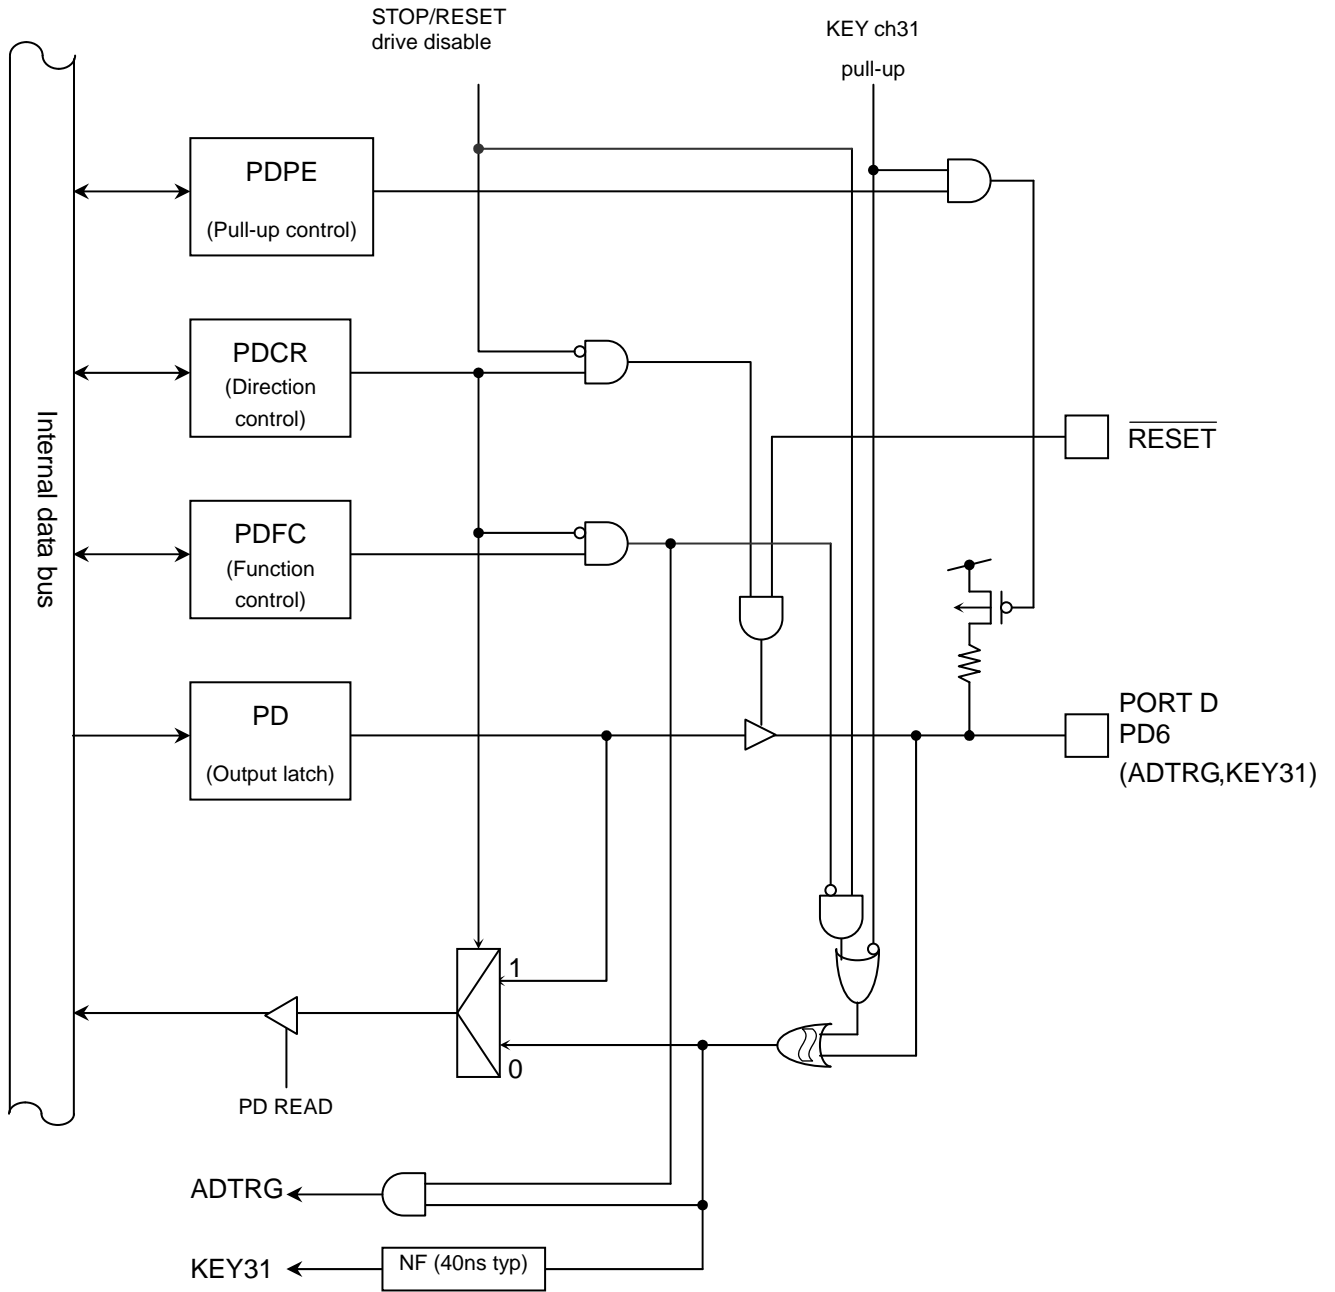 STOP/RESET
drive disable
KEY ch31
pull-up
PDPE
(Pull-up control)
PDCR
(Direction
control)
Internal data bus
RESET
PDFC
(Function
control)
PD
(Output latch)
PORT D
PD6
(ADTRG,KEY31)
1
0
PD READ
ADTRG
KEY31
NF (40ns typ)